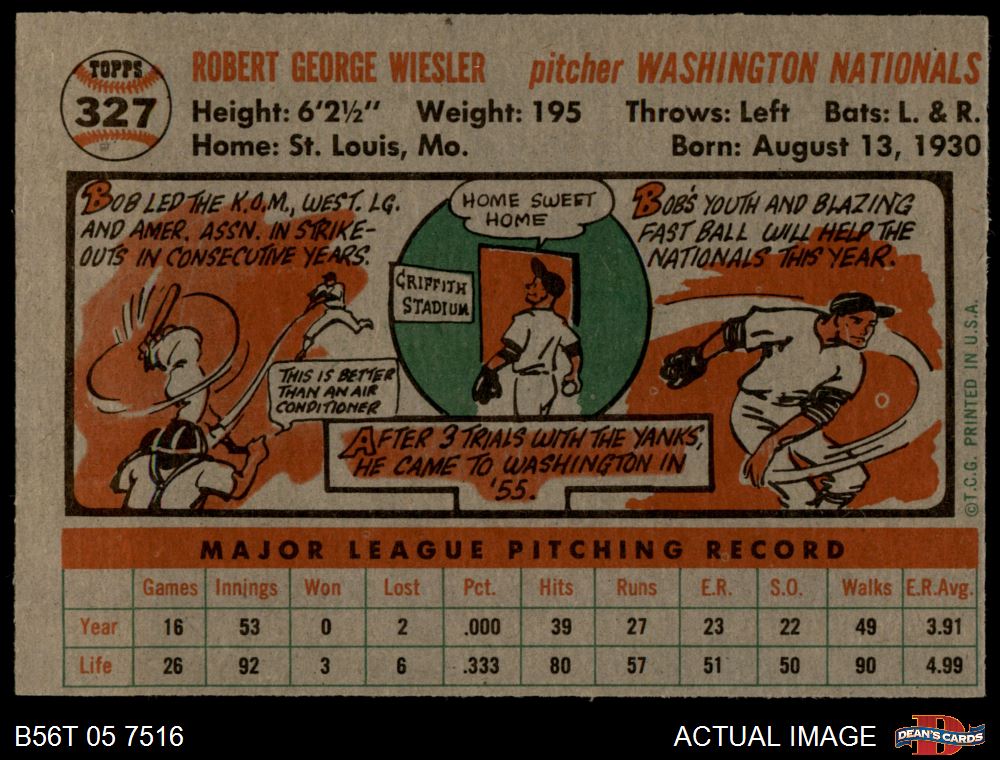 TOPPS
327
ROBERT GEORGE WIESLER pitcher WASHINGTON NATIONALS
Height: 6'2½" Weight: 195 Throws: Left Bats: L. & R.
Home: St. Louis, Mo. Born: August 13, 1930
BOB LED THE K.O.M., WEST. LG.
AND AMER. ASSN. IN STRIKE-
OUTS IN CONSECUTIVE YEARS.
THIS IS BETTER
THAN AN AIR
CONDITIONER
HOME SWEET
HOME
GRIFFITH
STADIUM
AFTER 3 TRIALS WITH THE YANKS,
HE CAME TO WASHINGTON IN
'55.
BOB'S YOUTH AND BLAZING
FAST BALL WILL HELP THE
NATIONALS THIS YEAR.
©T.C.G. PRINTED IN U.S.A.
MAJOR LEAGUE PITCHING RECORD
Games Innings Won Lost Pct. Hits Runs E.R. S.O. Walks E.R.Avg.
Year 16 53 0 2 .000 39 27 23 22 49 3.91
Life 26 92 3 6 .333 80 57 51 50 90 4.99
B56T 05 7516
ACTUAL IMAGE
D
DEAN'S CARDS